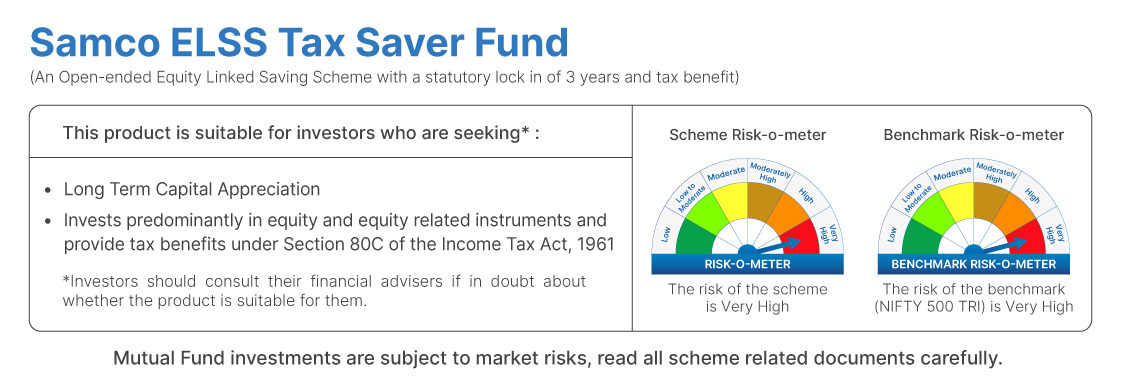 Samco ELSS Tax Saver Fund
(An Open-ended Equity Linked Saving Scheme with a statutory lock in of 3 years and tax benefit)
This product is suitable for investors who are seeking* :
• Long Term Capital Appreciation
• Invests predominantly in equity and equity related instruments and
provide tax benefits under Section 80C of the Income Tax Act, 1961
*Investors should consult their financial advisers if in doubt about
whether the product is suitable for them.
Scheme Risk-o-meter
Low
Low to
Moderate
Moderate
Moderately
High
High
Very
High
RISK-O-METER
The risk of the scheme
is Very High
Benchmark Risk-o-meter
Low
Low to
Moderate
Moderate
Moderately
High
High
Very
High
BENCHMARK RISK-O-METER
The risk of the benchmark
(NIFTY 500 TRI) is Very High
Mutual Fund investments are subject to market risks, read all scheme related documents carefully.